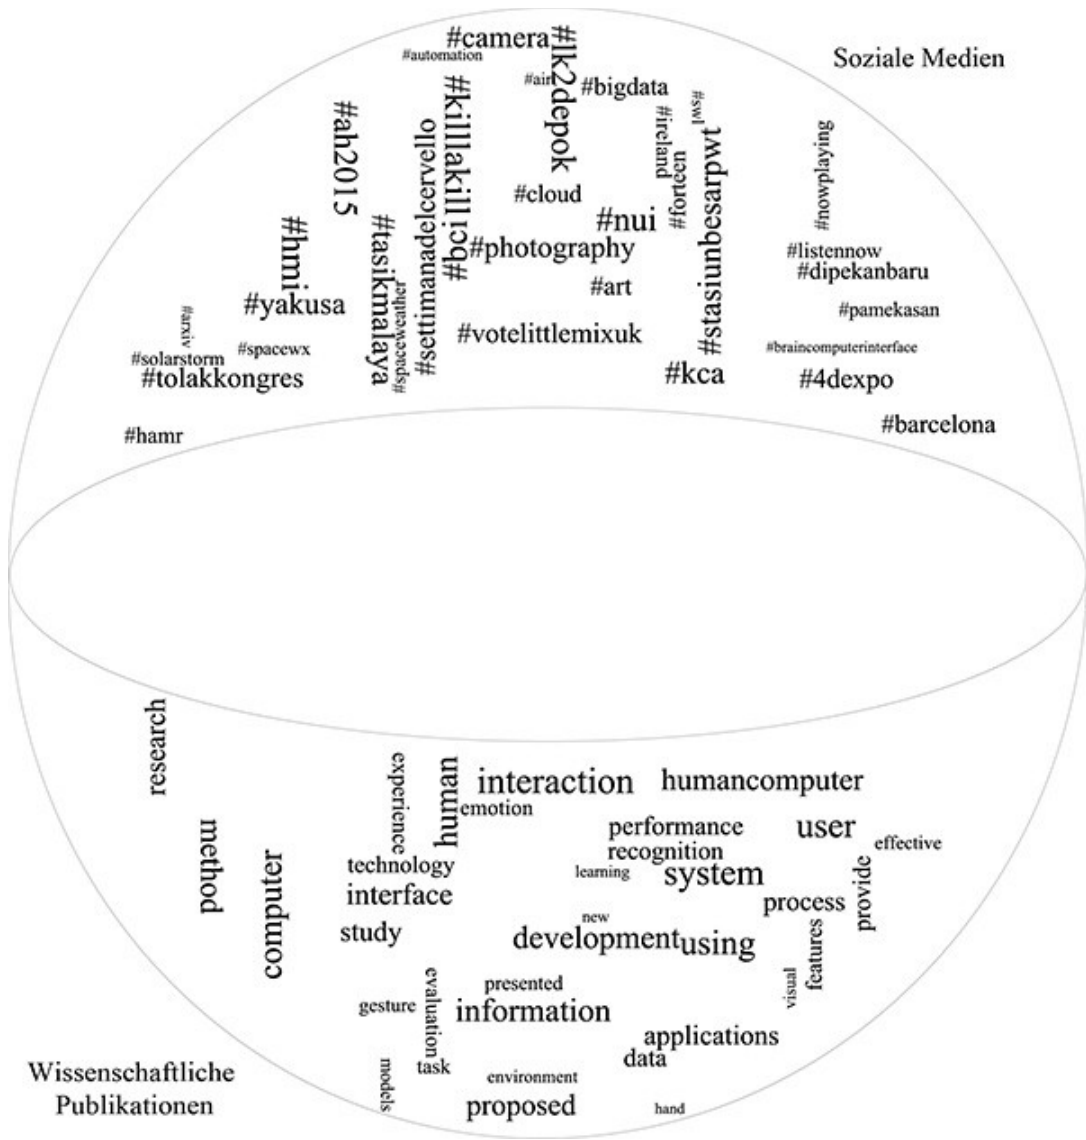 Soziale Medien
#camera
#automation
#lk2depok
#air
#bigdata
#killlakill
#ah2015
#settimanadelcervello
#ireland
#swl
#nowplaying
#forteen
#stasiunbesarpwt
#cloud
#nui
#hmi
#tasikmalaya
#bci
#photography
#listennow
#dipekanbaru
#art
#yakusa
#spaceweather
#arxiv
#pamekasan
#votelittlemixuk
#solarstorm
#spacewx
#braincomputerinterface
#tolakkongres
#kca
#4dexpo
#hamr
#barcelona
research
experience
human
interaction
humancomputer
emotion
method
performance
user
effective
computer
technology
recognition
learning
system
provide
interface
process
study
new
development
using
features
visual
evaluation
presented
gesture
information
applications
data
task
models
environment
proposed
hand
Wissenschaftliche
Publikationen